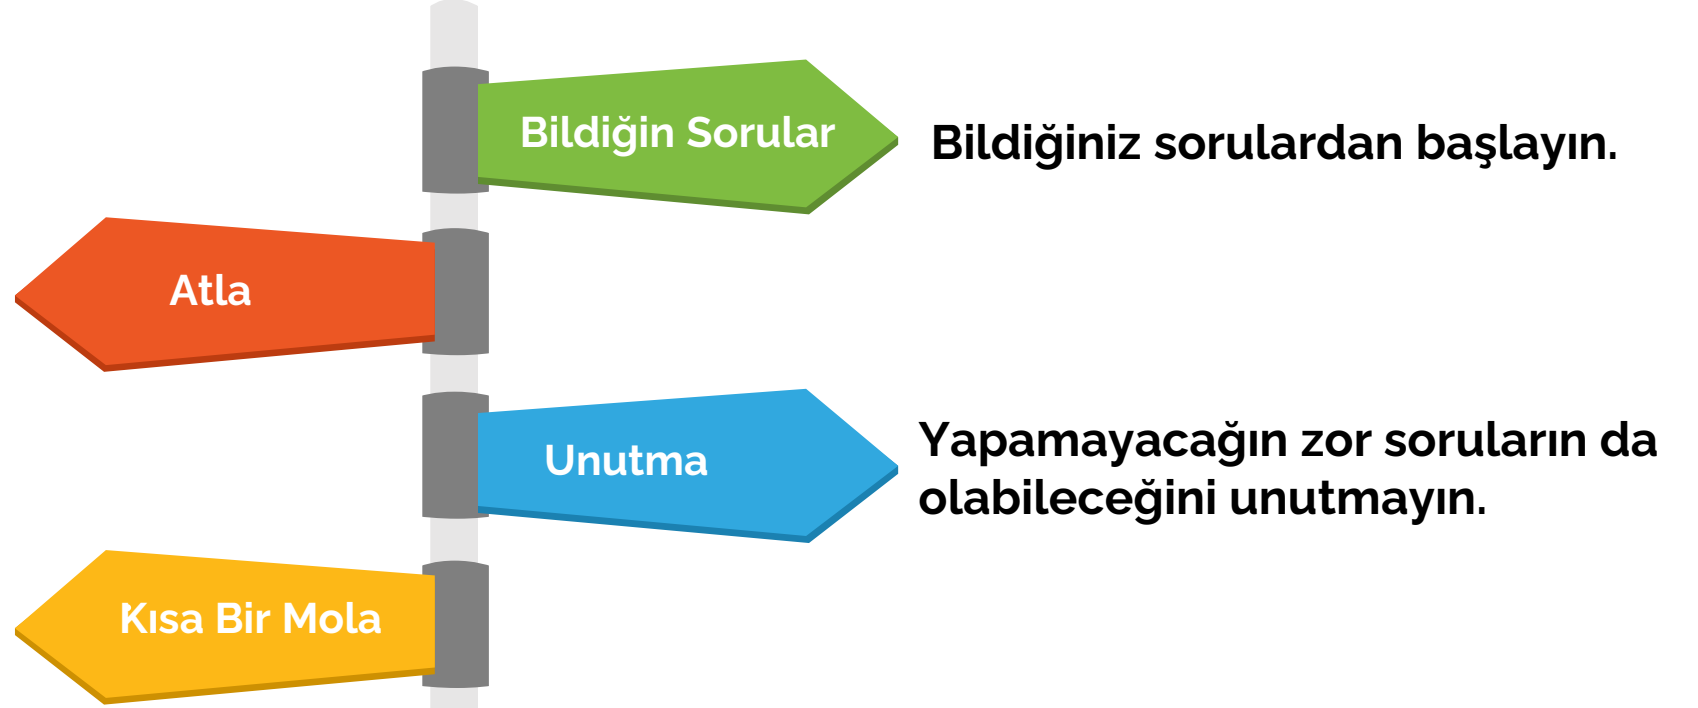 Bildiğin Sorular
Bildiğiniz sorulardan başlayın.
Atla
Unutma
Yapamayacağın zor soruların da
olabileceğini unutmayın.
Kısa Bir Mola